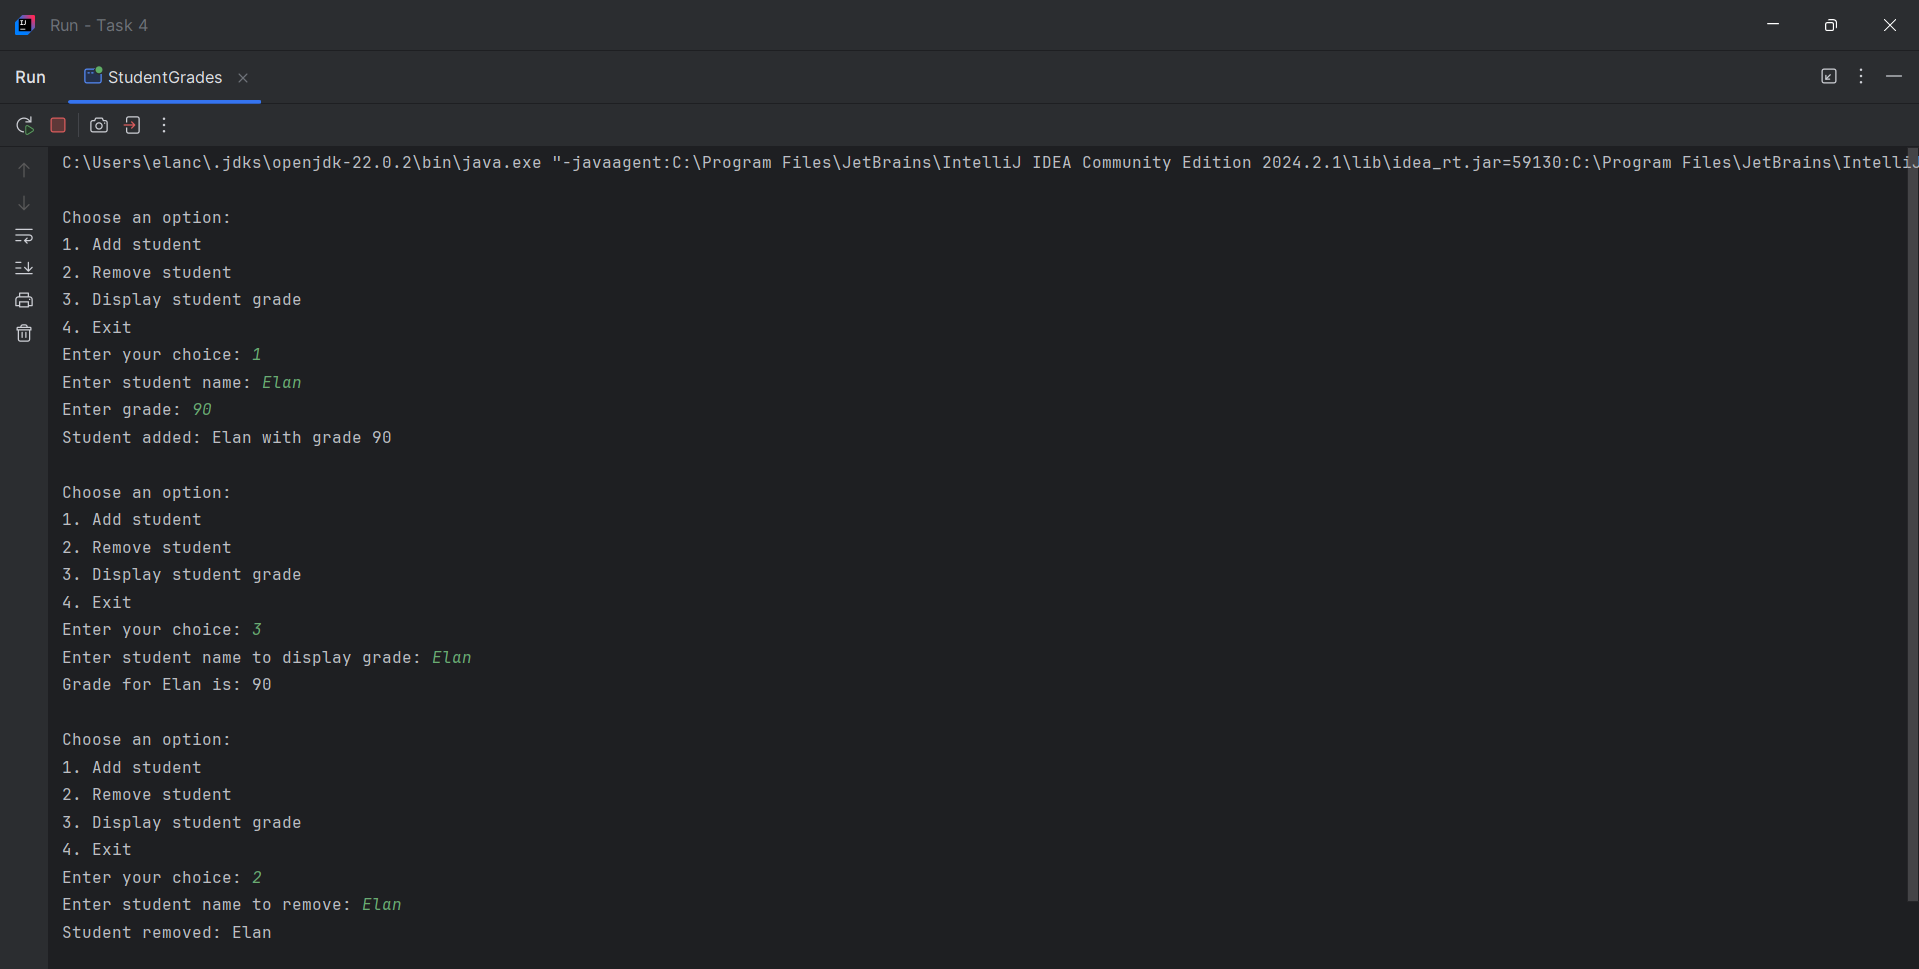 Run - Task 4
Run StudentGrades
C:\Users\elanc\.jdks\openjdk-22.0.2\bin\java.exe "-javaagent:C:\Program Files\JetBrains\IntelliJ IDEA Community Edition 2024.2.1\lib\idea_rt.jar=59130:C:\Program Files\JetBrains\IntelliJ
Choose an option:
1. Add student
2. Remove student
3. Display student grade
4. Exit
Enter your choice: 1
Enter student name: Elan
Enter grade: 90
Student added: Elan with grade 90
Choose an option:
1. Add student
2. Remove student
3. Display student grade
4. Exit
Enter your choice: 3
Enter student name to display grade: Elan
Grade for Elan is: 90
Choose an option:
1. Add student
2. Remove student
3. Display student grade
4. Exit
Enter your choice: 2
Enter student name to remove: Elan
Student removed: Elan